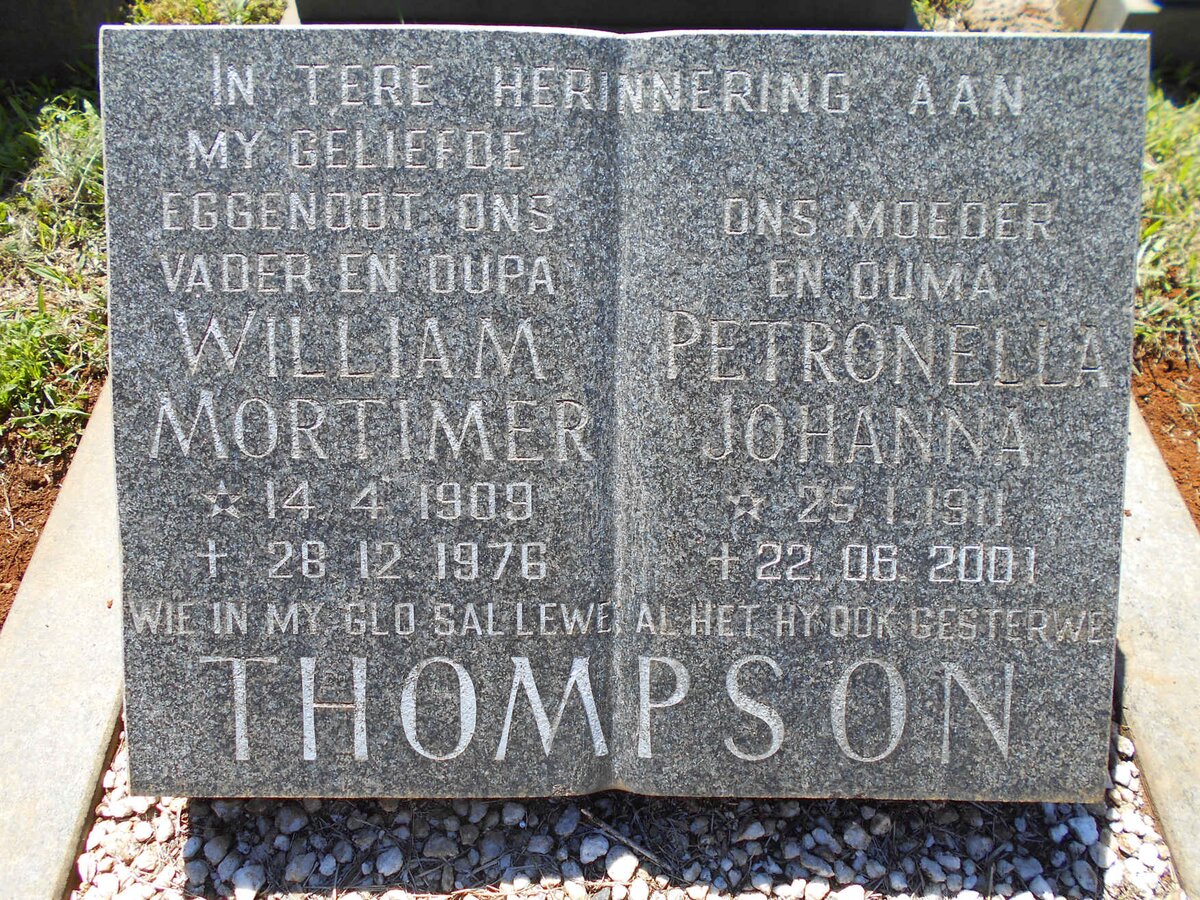 IN TERE HERINNERING AAN
MY GELIEFDE
EGGENOOT ONS
VADER EN OUPA
WILLIAM
MORTIMER
☆ 14 4 1909
† 28 12 1976
ONS MOEDER
EN OUMA
PETRONELLA
JOHANNA
☆ 25 1.1911
† 22. 06. 2001
WIE IN MY GLO SAL LEWE, AL HET HY OOK GESTERWE
THOMPSON